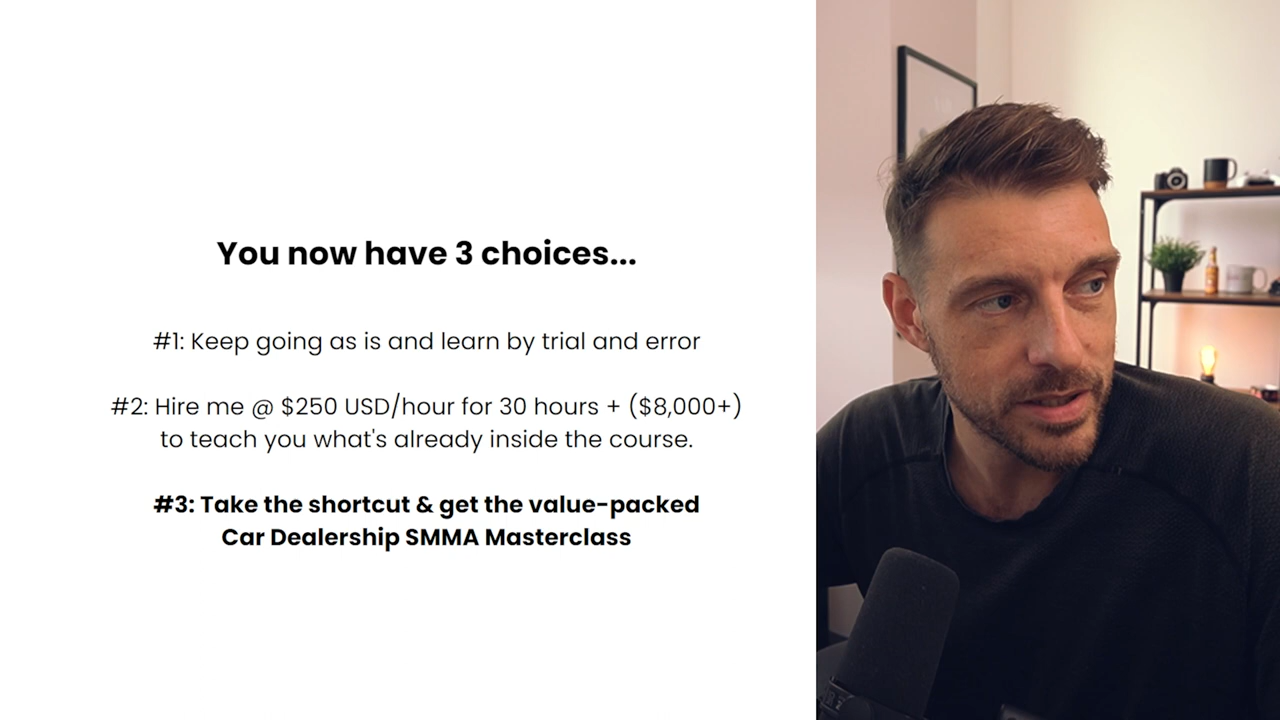 You now have 3 choices...
#1: Keep going as is and learn by trial and error
#2: Hire me @ $250 USD/hour for 30 hours + ($8,000+)
to teach you what's already inside the course.
#3: Take the shortcut & get the value-packed
Car Dealership SMMA Masterclass